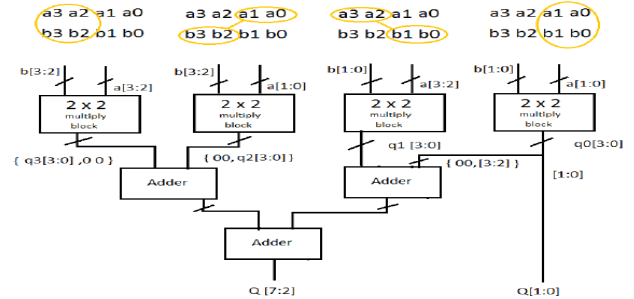 a3 a2 a1 a0 a3 a2 a1 a0 a3 a2 a1 a0 a3 a2 a1 a0
b3 b2 b1 b0 b3 b2 b1 b0 b3 b2 b1 b0 b3 b2 b1 b0
b[3:2] a[3:2] b[3:2] a[1:0] b[1:0] a[3:2] b[1:0] a[1:0]
2 x 2 2 x 2 2 x 2 2 x 2
multiply multiply multiply multiply
block block block block
{ q3[3:0] ,0 0 } { 00, q2[3:0] } q1 [3:0] q0[3:0]
{ 00, [3:2] }
Adder Adder [1:0]
Adder
Q [7:2] Q[1:0]